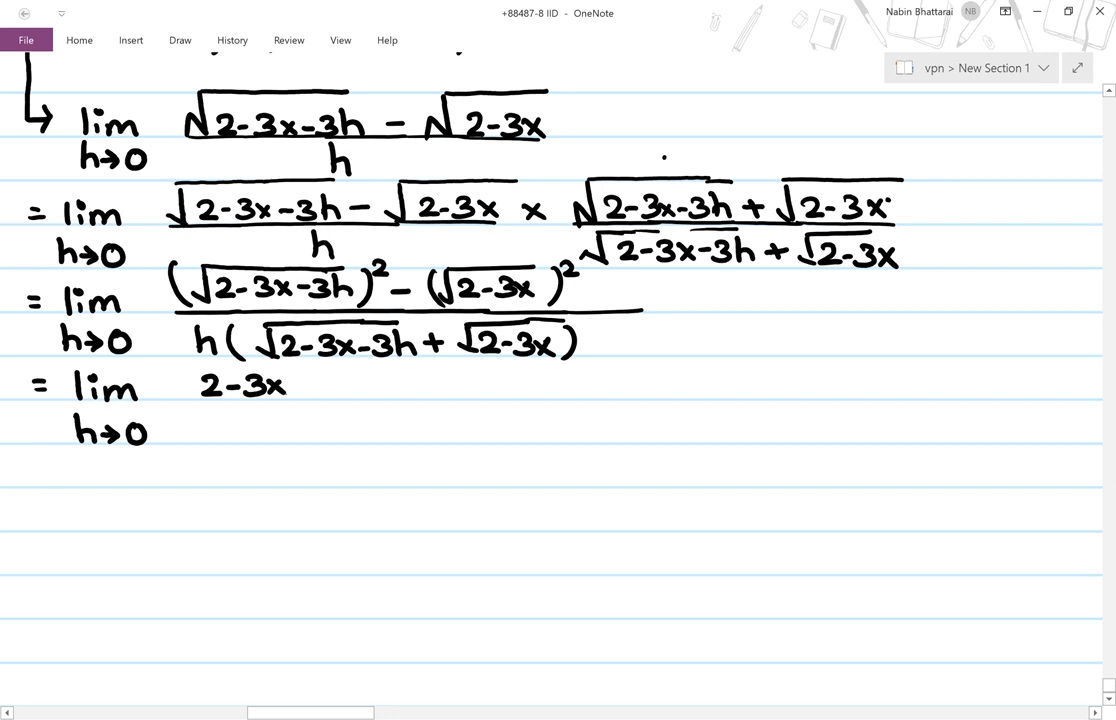 +88487-8 IID - OneNote
Nabin Bhattarai NB
File Home Insert Draw History Review View Help
vpn > New Section 1
lim h→0 √(2-3x-3h) - √(2-3x) / h
= lim h→0 √(2-3x-3h) - √(2-3x) / h × √(2-3x-3h) + √(2-3x) / √(2-3x-3h) + √(2-3x)
= lim h→0 (√(2-3x-3h))² - (√(2-3x))² / h(√(2-3x-3h) + √(2-3x))
= lim h→0 2-3x